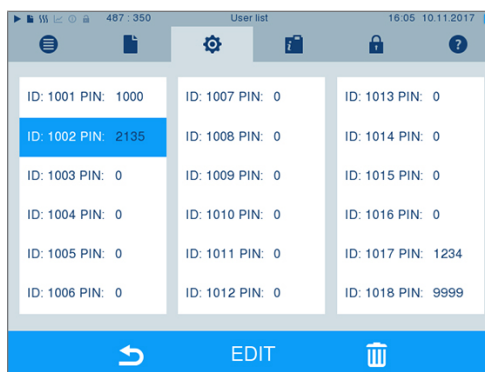 487 : 350 User list 16:05 10.11.2017
ID: 1001 PIN: 1000
ID: 1002 PIN: 2135
ID: 1003 PIN: 0
ID: 1004 PIN: 0
ID: 1005 PIN: 0
ID: 1006 PIN: 0
ID: 1007 PIN: 0
ID: 1008 PIN: 0
ID: 1009 PIN: 0
ID: 1010 PIN: 0
ID: 1011 PIN: 0
ID: 1012 PIN: 0
ID: 1013 PIN: 0
ID: 1014 PIN: 0
ID: 1015 PIN: 0
ID: 1016 PIN: 0
ID: 1017 PIN: 1234
ID: 1018 PIN: 9999
EDIT